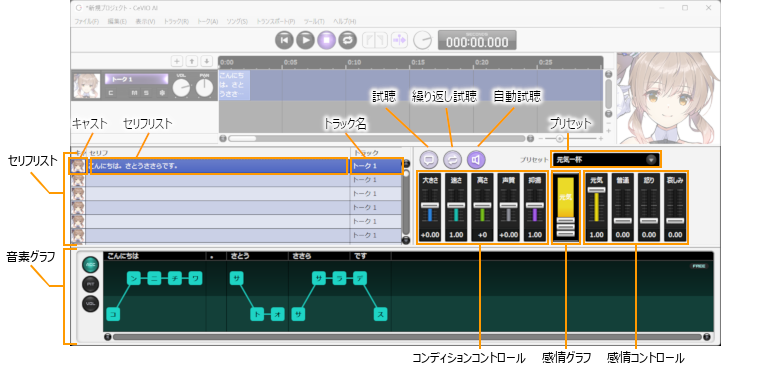 *新規プロジェクト - CeVIO AI
ファイル(F) 編集(E) 表示(V) トラック(R) トーク(A) ソング(S) トランスポート(P) ツール(T) ヘルプ(H)
000:00.000
0:00 0:05 0:10 0:15 0:20 0:25
トーク1
VOL PAN
C M S
こんにち
は。さと
うささ…
試聴 繰り返し試聴 自動試聴
キャスト セリフリスト トラック名 プリセット
セリフ トラック
プリセット 元気一杯
セリフリスト
こんにちは。さとうささらです。 トーク1
トーク1
トーク1
トーク1
トーク1
大きさ 速さ 高さ 声質 抑揚
+0.00 1.00 +0 +0.00 1.00
元気
元気 普通 怒り 哀しみ
1.00 0.00 0.00 0.00
音素グラフ
こんにちは 。 さとう ささら です
FREE
VOL
コ ン ニ チ ワ サ ト オ サ サ ラ デ ス
コンディションコントロール 感情グラフ 感情コントロール